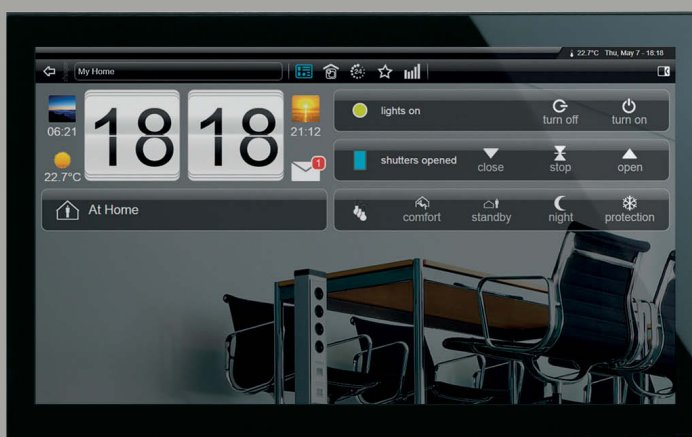 22.7°C Thu, May 7 - 18:18
My Home
24
06:21
18 18
21:12
22.7°C
1
lights on
turn off
turn on
shutters opened
close
stop
open
At Home
comfort
standby
night
protection